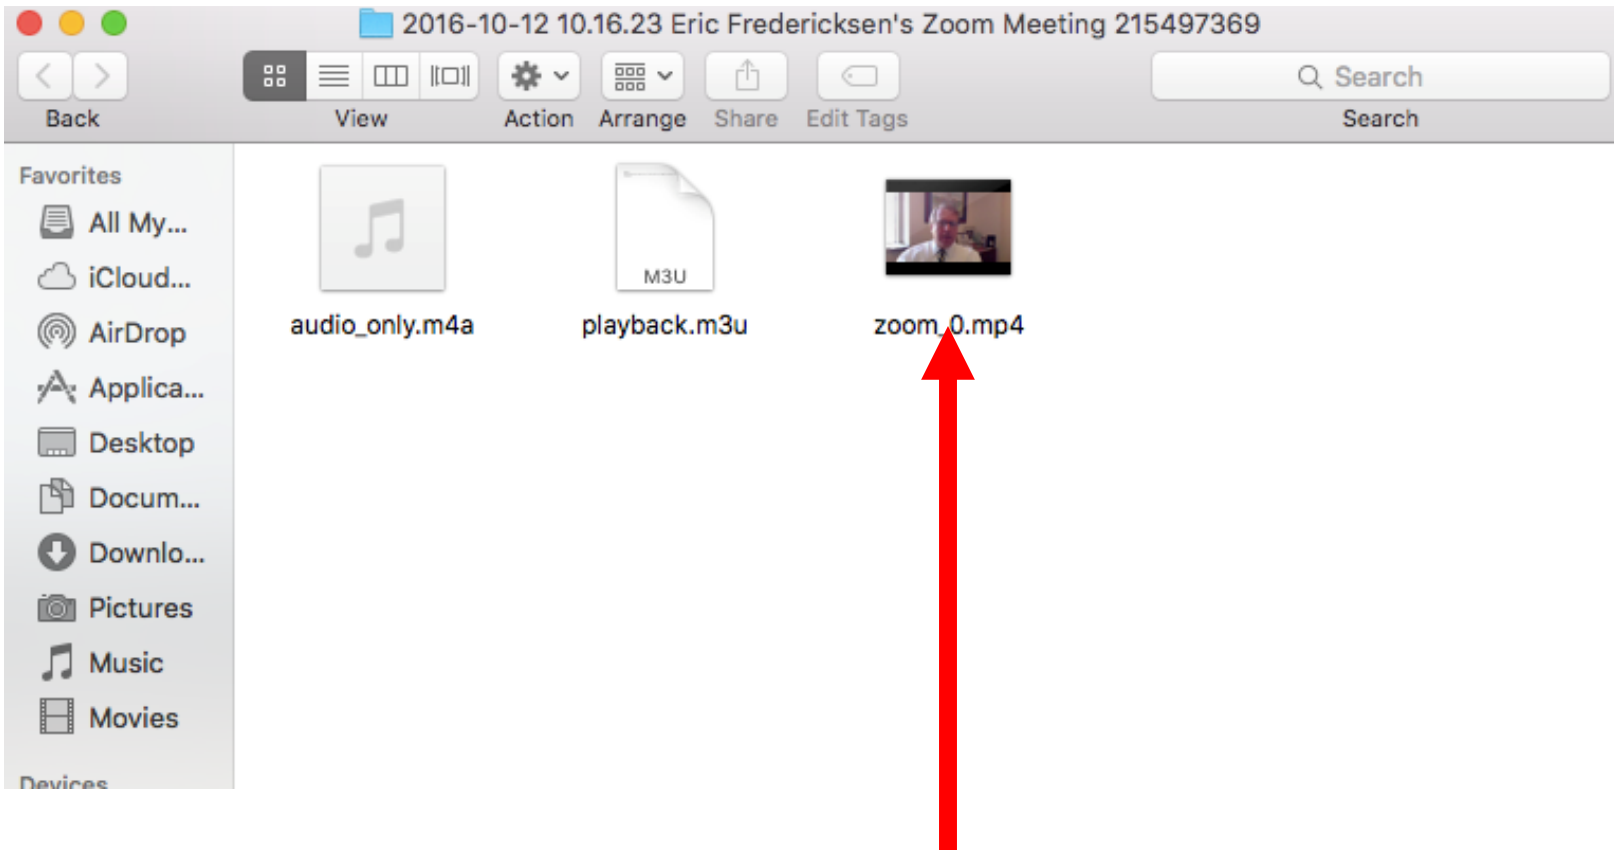 2016-10-12 10.16.23 Eric Fredericksen's Zoom Meeting 215497369
Search
Back
View
Action
Arrange
Share
Edit Tags
Search
Favorites
All My...
iCloud...
AirDrop
Applica...
Desktop
Docum...
Downlo...
Pictures
Music
Movies
Devices
M3U
audio_only.m4a
playback.m3u
zoom_0.mp4